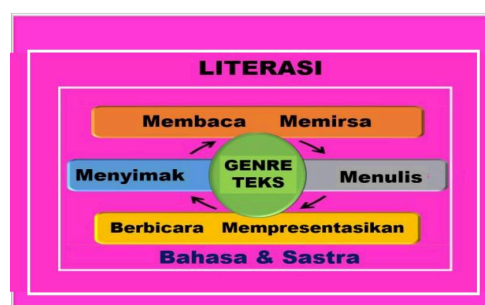 LITERASI
Membaca Memirsa
Menyimak
GENRE
TEKS
Menulis
Berbicara Mempresentasikan
Bahasa & Sastra